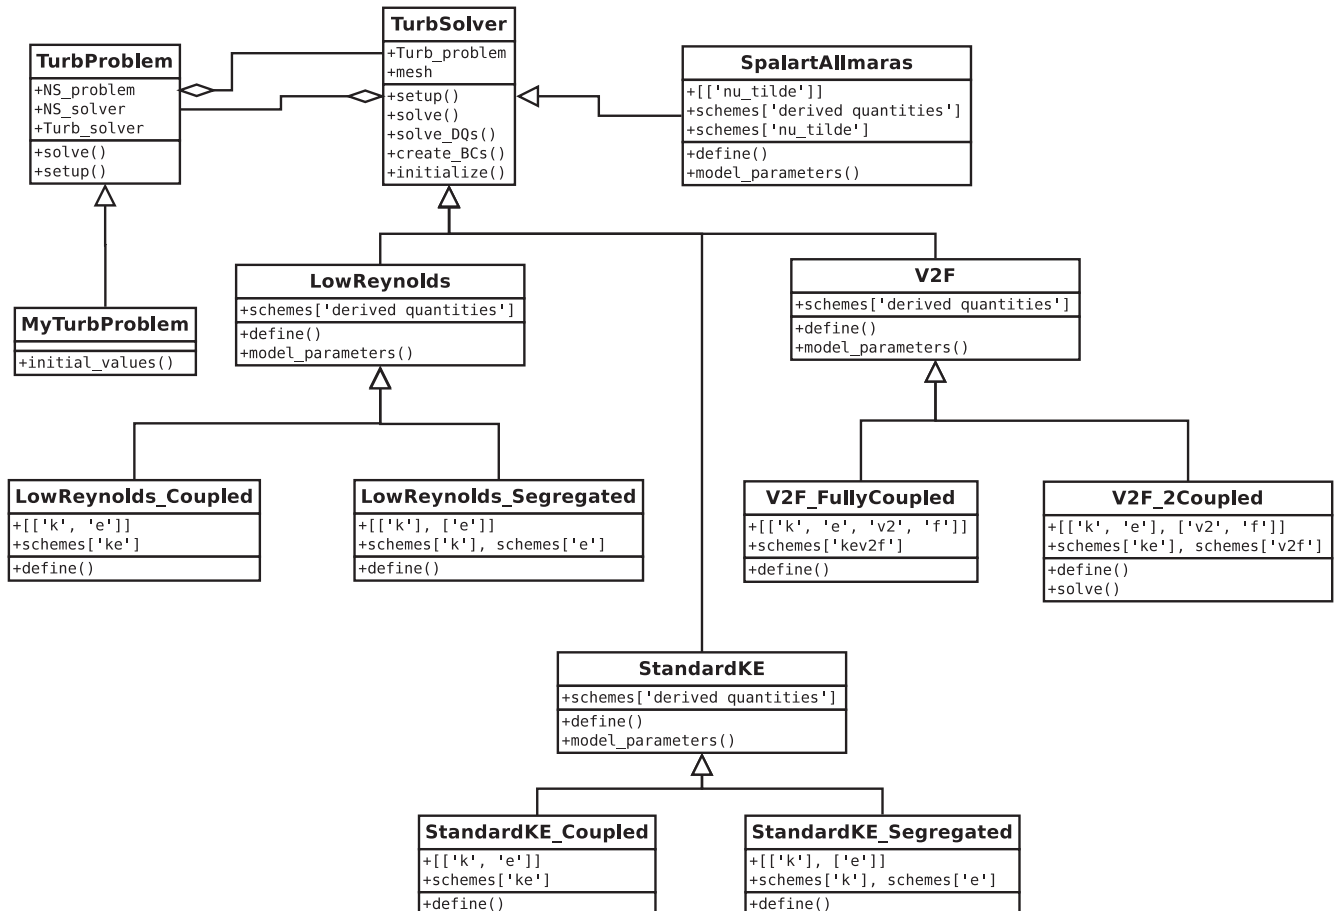 TurbSolver
+Turb_problem
+mesh
+setup()
+solve()
+solve_DQs()
+create_BCs()
+initialize()
TurbProblem
+NS_problem
+NS_solver
+Turb_solver
+solve()
+setup()
SpalartAllmaras
+[['nu_tilde']]
+schemes['derived quantities']
+schemes['nu_tilde']
+define()
+model_parameters()
MyTurbProblem
+initial_values()
LowReynolds
+schemes['derived quantities']
+define()
+model_parameters()
V2F
+schemes['derived quantities']
+define()
+model_parameters()
LowReynolds_Coupled
+[['k', 'e']]
+schemes['ke']
+define()
LowReynolds_Segregated
+[['k'], ['e']]
+schemes['k'], schemes['e']
+define()
V2F_FullyCoupled
+[['k', 'e', 'v2', 'f']]
+schemes['kev2f']
+define()
V2F_2Coupled
+[['k', 'e'], ['v2', 'f']]
+schemes['ke'], schemes['v2f']
+define()
+solve()
StandardKE
+schemes['derived quantities']
+define()
+model_parameters()
StandardKE_Coupled
+[['k', 'e']]
+schemes['ke']
+define()
StandardKE_Segregated
+[['k'], ['e']]
+schemes['k'], schemes['e']
+define()